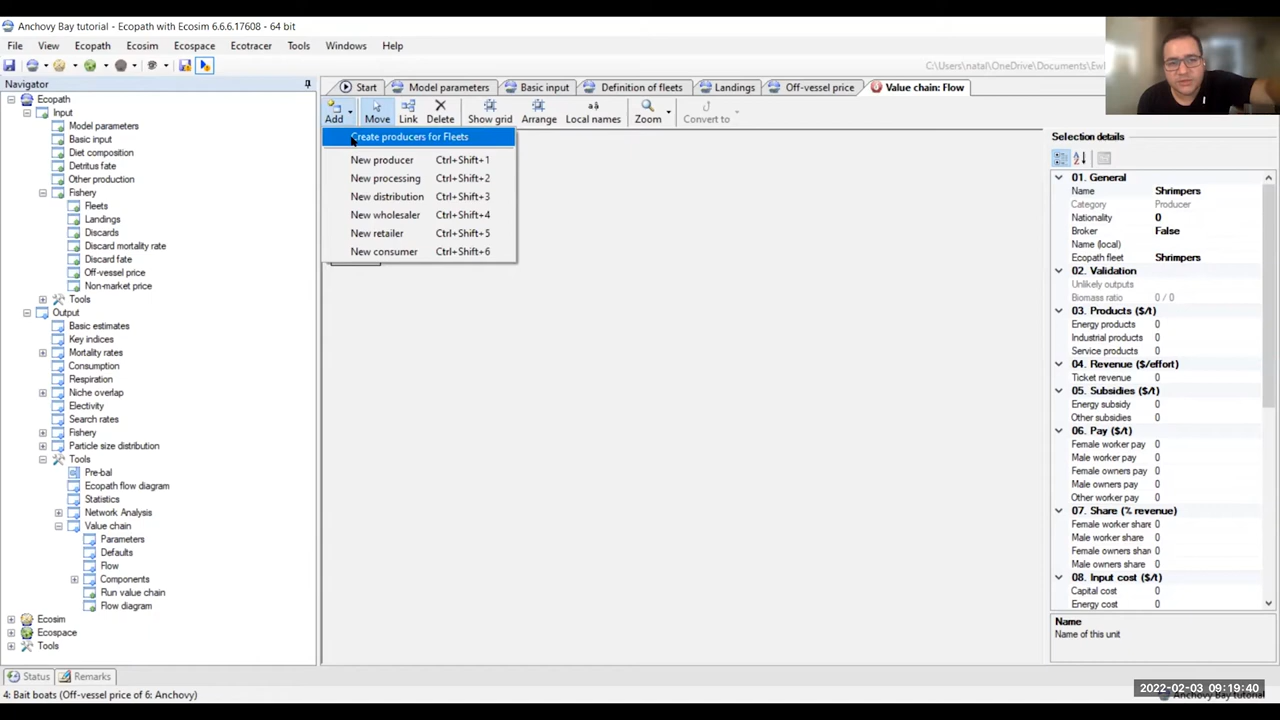 Anchovy Bay tutorial - Ecopath with Ecosim 6.6.6.17608 - 64 bit
File View Ecopath Ecosim Ecospace Ecotracer Tools Windows Help
Navigator
Start Model parameters Basic input Definition of fleets Landings Off-vessel price Value chain: Flow
Add Move Link Delete Show grid Arrange Local names Zoom Convert to
Create producers for Fleets
New producer Ctrl+Shift+1
New processing Ctrl+Shift+2
New distribution Ctrl+Shift+3
New wholesaler Ctrl+Shift+4
New retailer Ctrl+Shift+5
New consumer Ctrl+Shift+6
Ecopath
Input
Model parameters
Basic input
Diet composition
Detritus fate
Other production
Fishery
Fleets
Landings
Discards
Discard mortality rate
Discard fate
Off-vessel price
Non-market price
Tools
Output
Basic estimates
Key indices
Mortality rates
Consumption
Respiration
Niche overlap
Electivity
Search rates
Fishery
Particle size distribution
Tools
Pre-bal
Ecopath flow diagram
Statistics
Network Analysis
Value chain
Parameters
Defaults
Flow
Components
Run value chain
Flow diagram
Ecosim
Ecospace
Tools
Selection details
01. General
Name Shrimpers
Category Producer
Nationality 0
Broker False
Name (local)
Ecopath fleet Shrimpers
02. Validation
Unlikely outputs
Biomass ratio 0 / 0
03. Products ($/t)
Energy products 0
Industrial products 0
Service products 0
04. Revenue ($/effort)
Ticket revenue 0
05. Subsidies ($/t)
Energy subsidy 0
Other subsidies 0
06. Pay ($/t)
Female worker pay 0
Male worker pay 0
Female owners pay 0
Male owners pay 0
Other worker pay 0
07. Share (% revenue)
Female worker share 0
Male worker share 0
Female owners share 0
Male owners share 0
08. Input cost ($/t)
Capital cost 0
Energy cost 0
Name
Name of this unit
Status Remarks
4: Bait boats (Off-vessel price of 6: Anchovy)
2022-02-03 09:19:40